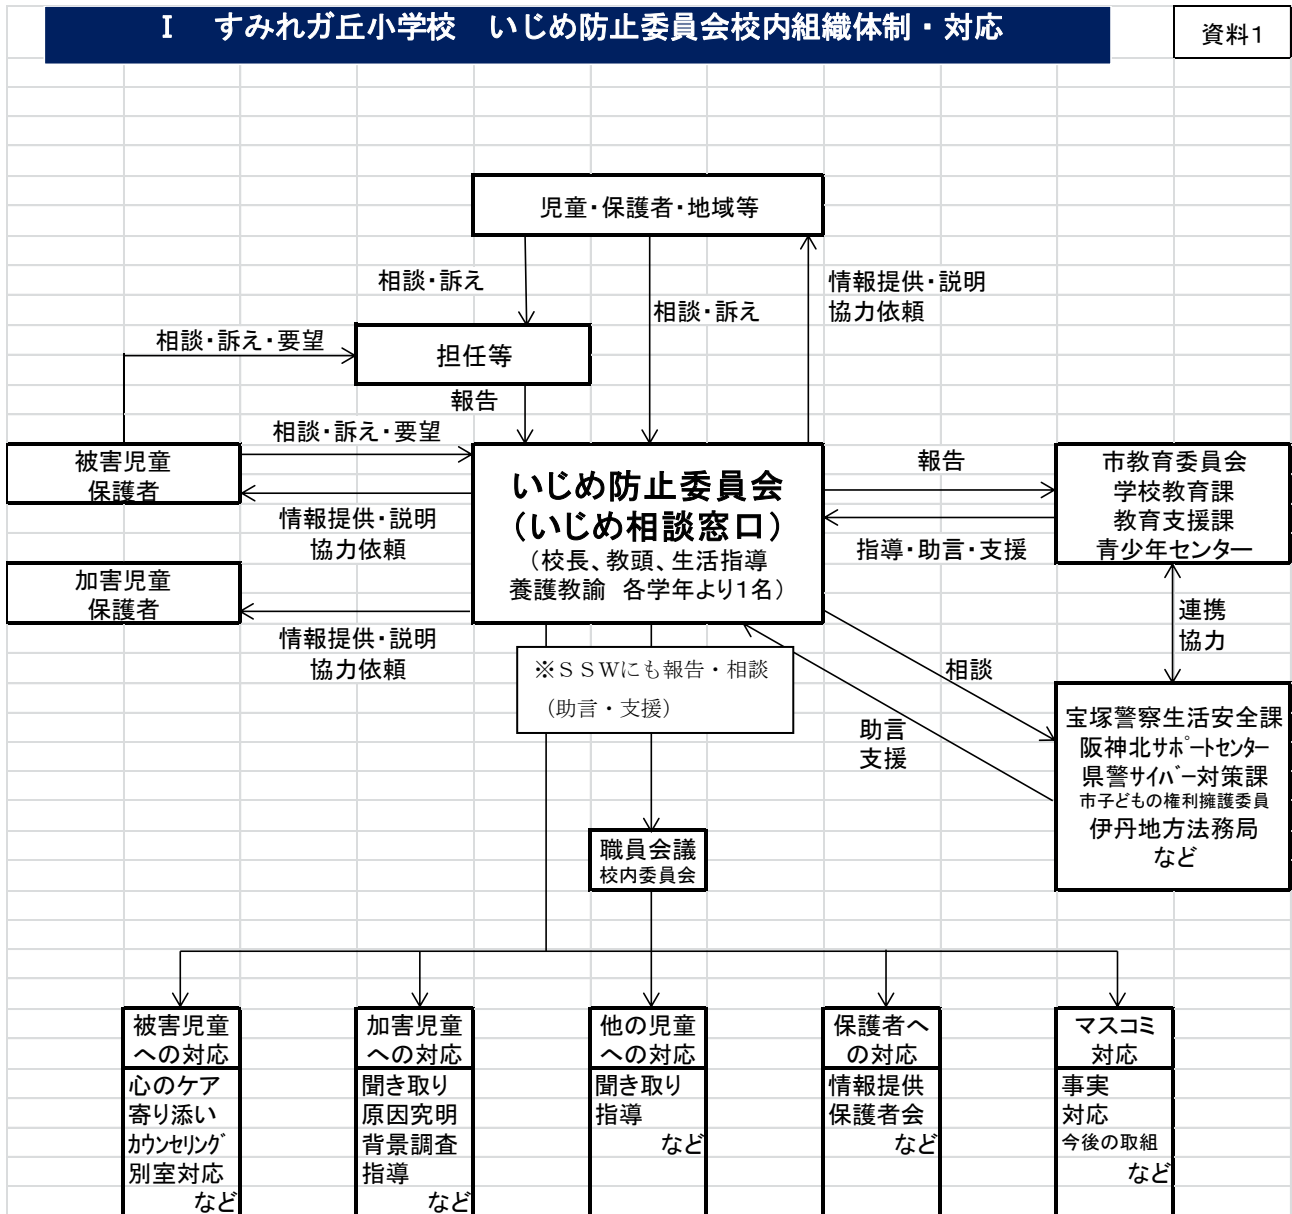 Ⅰ　すみれガ丘小学校　いじめ防止委員会校内組織体制・対応
資料1
児童・保護者・地域等
相談・訴え
相談・訴え
情報提供・説明
協力依頼
相談・訴え・要望
担任等
報告
相談・訴え・要望
被害児童
保護者
情報提供・説明
協力依頼
いじめ防止委員会
（いじめ相談窓口）
（校長、教頭、生活指導
養護教諭　各学年より1名）
報告
指導・助言・支援
市教育委員会
学校教育課
教育支援課
青少年センター
加害児童
保護者
情報提供・説明
協力依頼
連携
協力
※ＳＳＷにも報告・相談
（助言・支援）
相談
助言
支援
宝塚警察生活安全課
阪神北ｻﾎﾟｰﾄｾﾝﾀｰ
県警ｻｲﾊﾞｰ対策課
市子どもの権利擁護委員
伊丹地方法務局
など
職員会議
校内委員会
被害児童
への対応
心のケア
寄り添い
ｶｳﾝｾﾘﾝｸﾞ
別室対応
など
加害児童
への対応
聞き取り
原因究明
背景調査
指導
など
他の児童
への対応
聞き取り
指導
など
保護者へ
の対応
情報提供
保護者会
など
マスコミ
対応
事実
対応
今後の取組
など